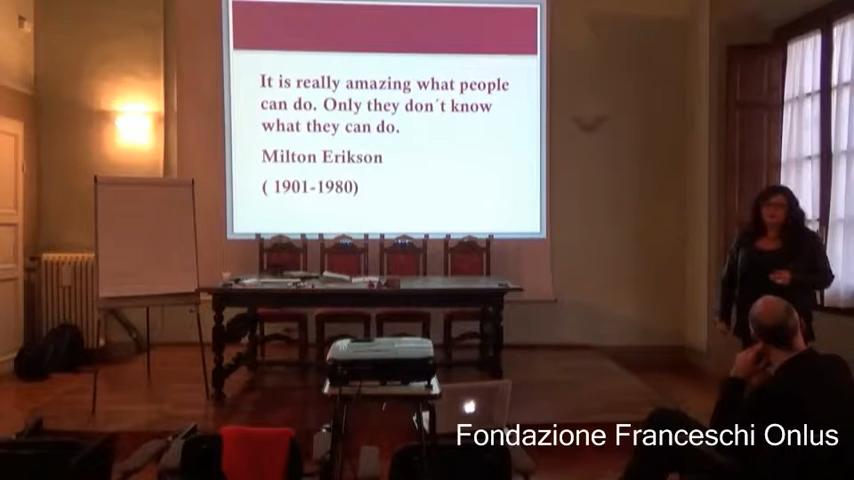 It is really amazing what people
can do. Only they don´t know
what they can do.
Milton Erikson
( 1901-1980)
Fondazione Franceschi Onlus